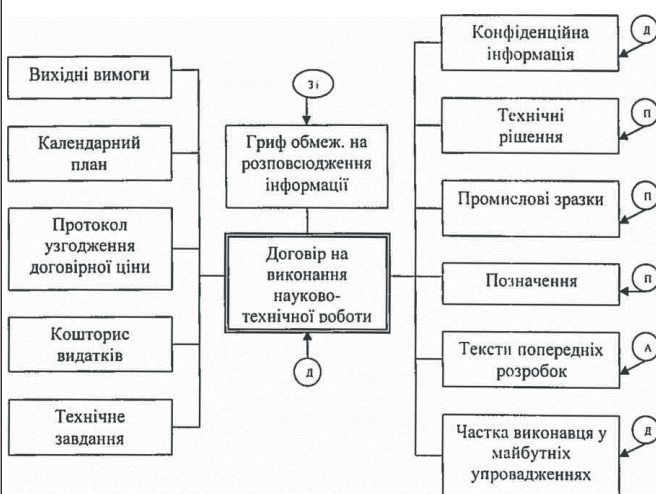 Вихідні вимоги
Календарний
план
Протокол
узгодження
договірної ціни
Кошторис
видатків
Технічне
завдання
Зі
Гриф обмеж. на
розповсюдження
інформації
Договір на
виконання
науково-
технічної роботи
Д
Конфіденційна
інформація
Д
Технічні
рішення
П
Промислові зразки
П
Позначення
П
Тексти попередніх
розробок
А
Частка виконавця у
майбутніх
упровадженнях
Д